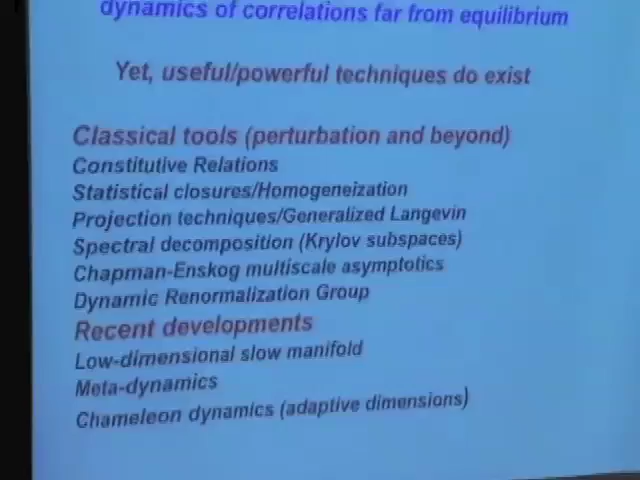 dynamics of correlations far from equilibrium
Yet, useful/powerful techniques do exist
Classical tools (perturbation and beyond)
Constitutive Relations
Statistical closures/Homogeneization
Projection techniques/Generalized Langevin
Spectral decomposition (Krylov subspaces)
Chapman-Enskog multiscale asymptotics
Dynamic Renormalization Group
Recent developments
Low-dimensional slow manifold
Meta-dynamics
Chameleon dynamics (adaptive dimensions)